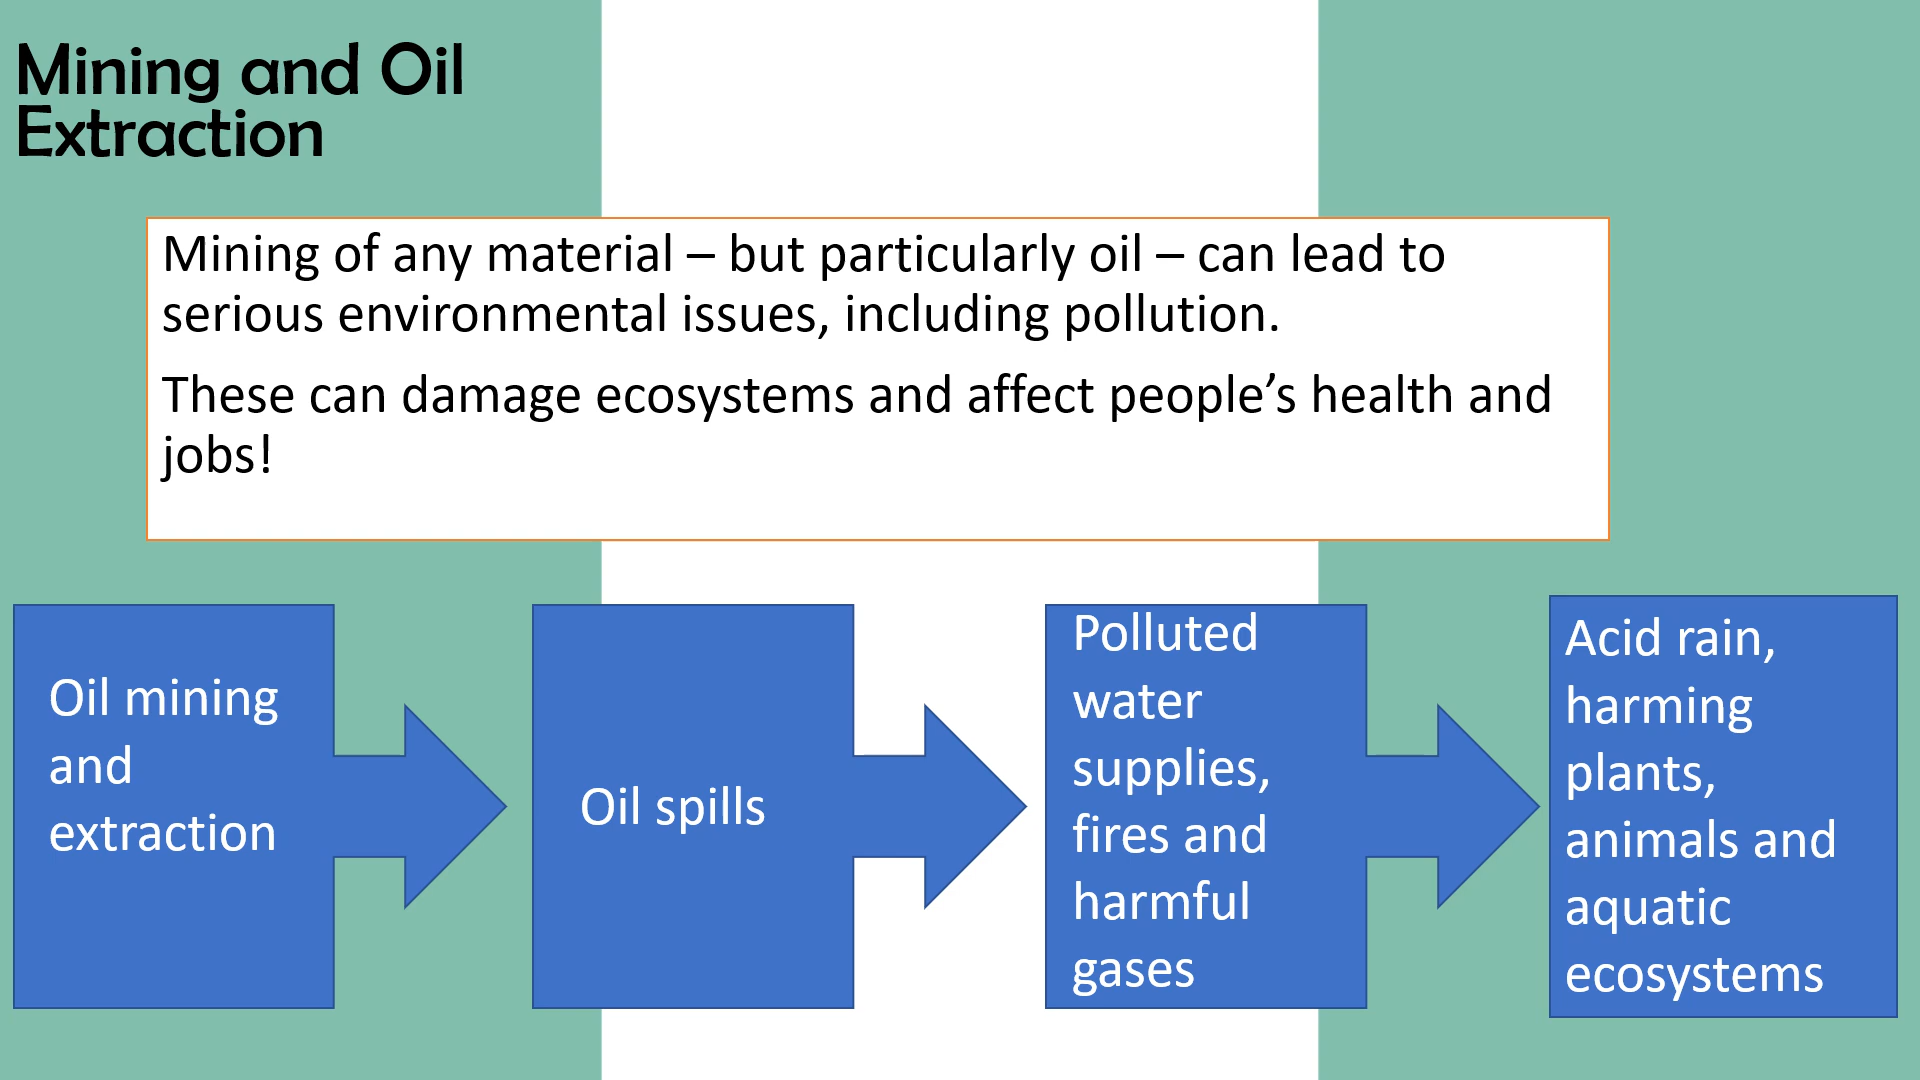 Mining and Oil
Extraction
Mining of any material – but particularly oil – can lead to
serious environmental issues, including pollution.
These can damage ecosystems and affect people’s health and
jobs!
Oil mining
and
extraction
Oil spills
Polluted
water
supplies,
fires and
harmful
gases
Acid rain,
harming
plants,
animals and
aquatic
ecosystems